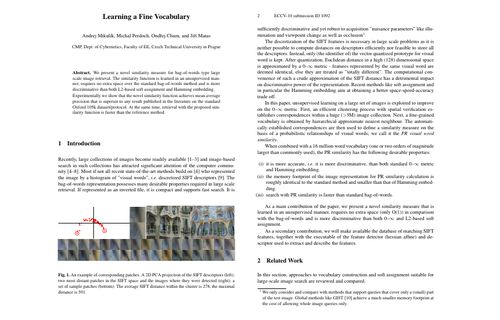 Learning a Fine Vocabulary
Andrej Mikulík, Michal Perdoch, Ondřej Chum, and Jiří Matas
CMP, Dept. of Cybernetics, Faculty of EE, Czech Technical University in Prague
Abstract. We present a novel similarity measure for bag-of-words type large
scale image retrieval. The similarity function is learned in an unsupervised man-
ner, requires no extra space over the standard bag-of-words method and is more
discriminative than both L2-based soft assignment and Hamming embedding.
Experimentally we show that the novel similarity function achieves mean average
precision that is superior to any result published in the literature on the standard
Oxford 105k dataset/protocol. At the same time, retrieval with the proposed sim-
ilarity function is faster than the reference method.
1 Introduction
Recently, large collections of images become readily available [1–3] and image-based
search in such collections has attracted significant attention of the computer commu-
nity [4–8]. Most if not all recent state of the art methods build on [6] who represented
the image by a histogram of "visual words", i.e. discretized SIFT descriptors [9]. The
bag-of-words representation possesses many desirable properties required in large scale
retrieval. If represented as an inverted file, it is compact and supports fast search. It is
Fig. 1. An example of corresponding patches. A 2D PCA projection of the SIFT descriptors (left);
two most distant patches in the SIFT space and the images where they were detected (right); a
set of sample patches (bottom). The average SIFT distance within the cluster is 278, the maximal
distance is 591.
2 ECCV-10 submission ID 1092
sufficiently discriminative and yet robust to acquisition "nuisance parameters" like illu-
mination and viewpoint change as well as occlusion
The discretization of the SIFT features is necessary in large scale problems as it is
neither possible to compute distances on descriptors efficiently nor feasible to store all
the descriptors. Instead, only (the identifier of) the vector quantized prototype for visual
word is kept. After quantization, Euclidean distance in a high (128) dimensional space
is approximated by a 0–∞ metric - features represented by the same visual word are
deemed identical, else they are treated as "totally different". The computational conve-
nience of such a crude approximation of the SIFT distance has a detrimental impact
on discriminative power of the representation. Recent methods like soft assignment and
in particular the Hamming embedding aim at obtaining a better space-speed-accuracy
trade off.
In this paper, unsupervised learning on a large set of images is exploited to improve
on the 0–∞ metric. First, an efficient clustering process with spatial verification es-
tablishes correspondences within a huge (>5M) image collection. Next, a fine-grained
vocabulary is obtained by hierarchical approximate nearest neighbour. The automat-
ically established correspondences are then used to define a similarity measure on the
basis of a probabilistic relationships of visual words; we call it the PR visual word
similarity.
When combined with a 16 million word vocabulary (one or two orders of magnitude
larger than commonly used), the PR similarity has the following desirable properties:
(i) it is more accurate, i.e. it is more discriminative, than both standard 0–∞ metric
and Hamming embedding.
(ii) the memory footprint of the image representation for PR similarity calculation is
roughly identical to the standard method and smaller than that of Hamming embed-
ding.
(iii) search with PR similarity is faster than standard bag-of-words.
As a main contribution of the paper, we present a novel similarity measure that is
learned in an unsupervised manner, requires no extra space (only O(1)) in comparison
with the bag-of-words and is more discriminative than both 0–∞ and L2-based soft
assignment.
As a secondary contribution, we will make available the database of matching SIFT
features, together with the executable of the feature detector (hessian affine) and de-
scriptor used to extract and describe the features.
2 Related Work
In this section, approaches to vocabulary construction and soft assignment suitable for
large-scale image search are reviewed and compared.
We only consider and compare with methods that support queries that cover only a (small) part
of the test image. Global methods like GIST [10] achieve a much smaller memory footprint at
the cost of allowing whole image queries only.